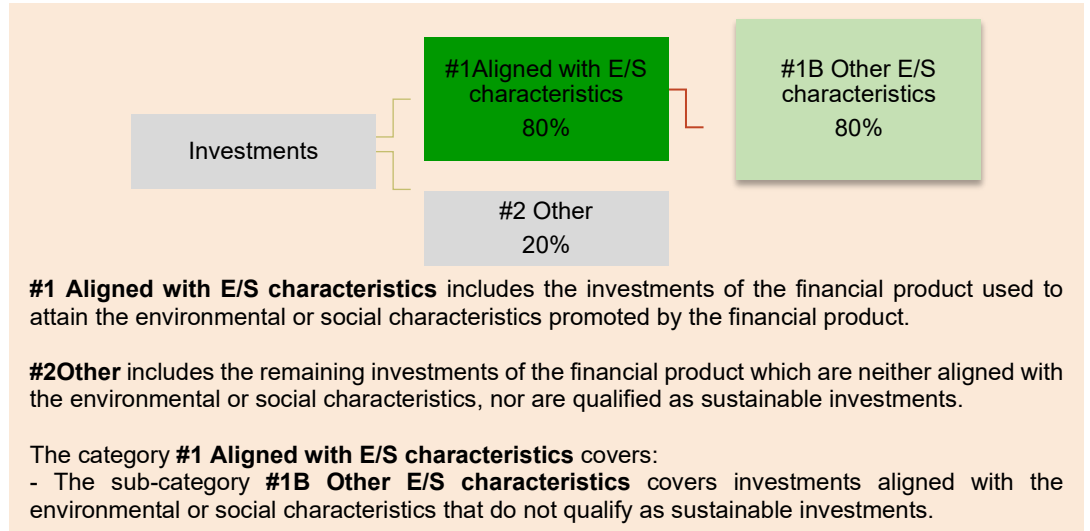 #1Aligned with E/S
characteristics
80%
#1B Other E/S
characteristics
80%
Investments
#2 Other
20%
#1 Aligned with E/S characteristics includes the investments of the financial product used to
attain the environmental or social characteristics promoted by the financial product.
#2Other includes the remaining investments of the financial product which are neither aligned with
the environmental or social characteristics, nor are qualified as sustainable investments.
The category #1 Aligned with E/S characteristics covers:
- The sub-category #1B Other E/S characteristics covers investments aligned with the
environmental or social characteristics that do not qualify as sustainable investments.